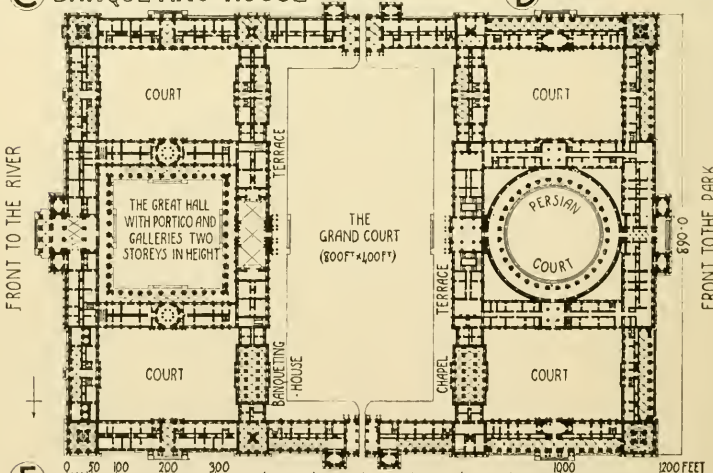 C BANQUETING HOUSE
D
COURT
COURT
FRONT TO THE RIVER
TERRACE
THE GREAT HALL
WITH PORTICO AND
GALLERIES TWO
STOREYS IN HEIGHT
THE
GRAND COURT
(800FT × 400FT)
PERSIAN
COURT
890·0
FRONT TO THE PARK
TERRACE
COURT
BANQUETING
-HOUSE
CHAPEL
COURT
0 50 100 200 300 1000 1200 FEET